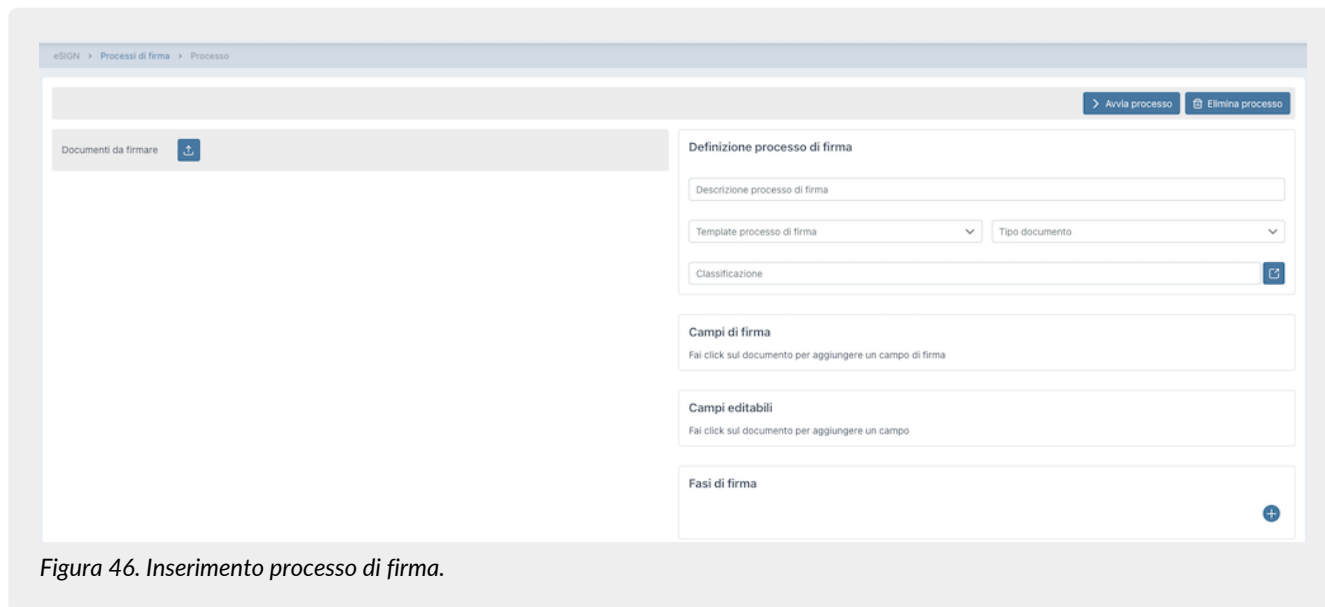 eSIGN > Processi di firma > Processo
Avvia processo
Elimina processo
Documenti da firmare
Definizione processo di firma
Descrizione processo di firma
Template processo di firma
Tipo documento
Classificazione
Campi di firma
Fai click sul documento per aggiungere un campo di firma
Campi editabili
Fai click sul documento per aggiungere un campo
Fasi di firma
Figura 46. Inserimento processo di firma.